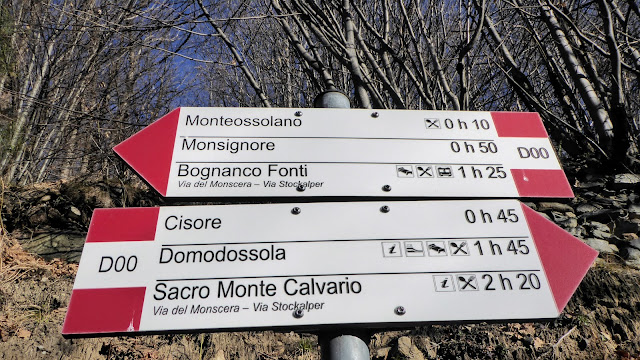 Monteossolano 0 h 10
Monsignore 0 h 50
D00
Bognanco Fonti 1 h 25
Via del Monscera – Via Stockalper
Cisore 0 h 45
D00
Domodossola i 1 h 45
Sacro Monte Calvario i 2 h 20
Via del Monscera – Via Stockalper